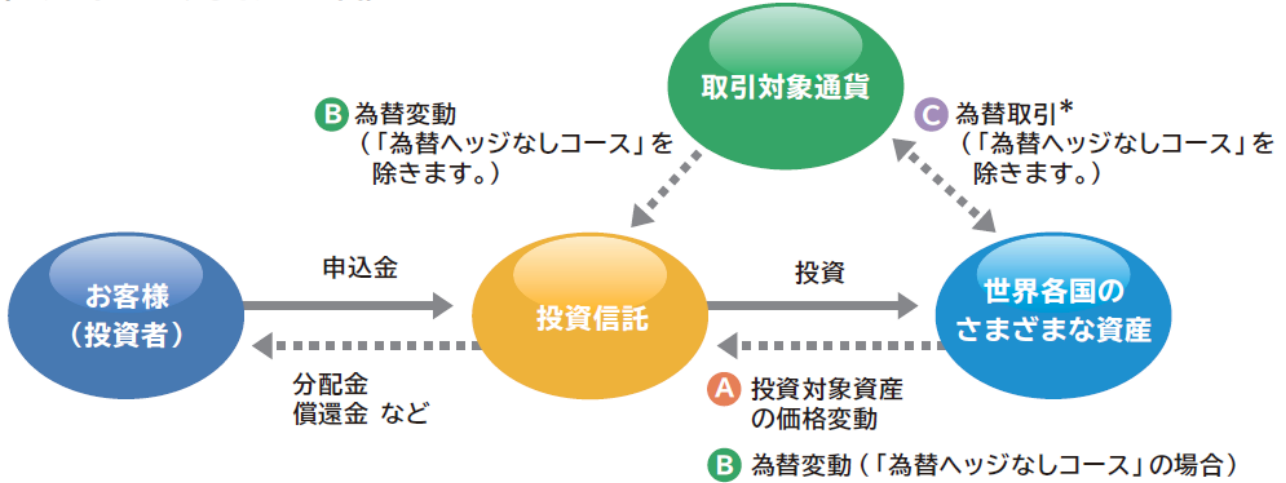 取引対象通貨
B 為替変動
(「為替ヘッジなしコース」を
除きます。)
C 為替取引*
(「為替ヘッジなしコース」を
除きます。)
お客様
(投資者)
申込金
分配金
償還金 など
投資信託
投資
世界各国の
さまざまな資産
A 投資対象資産
の価格変動
B 為替変動(「為替ヘッジなしコース」の場合)